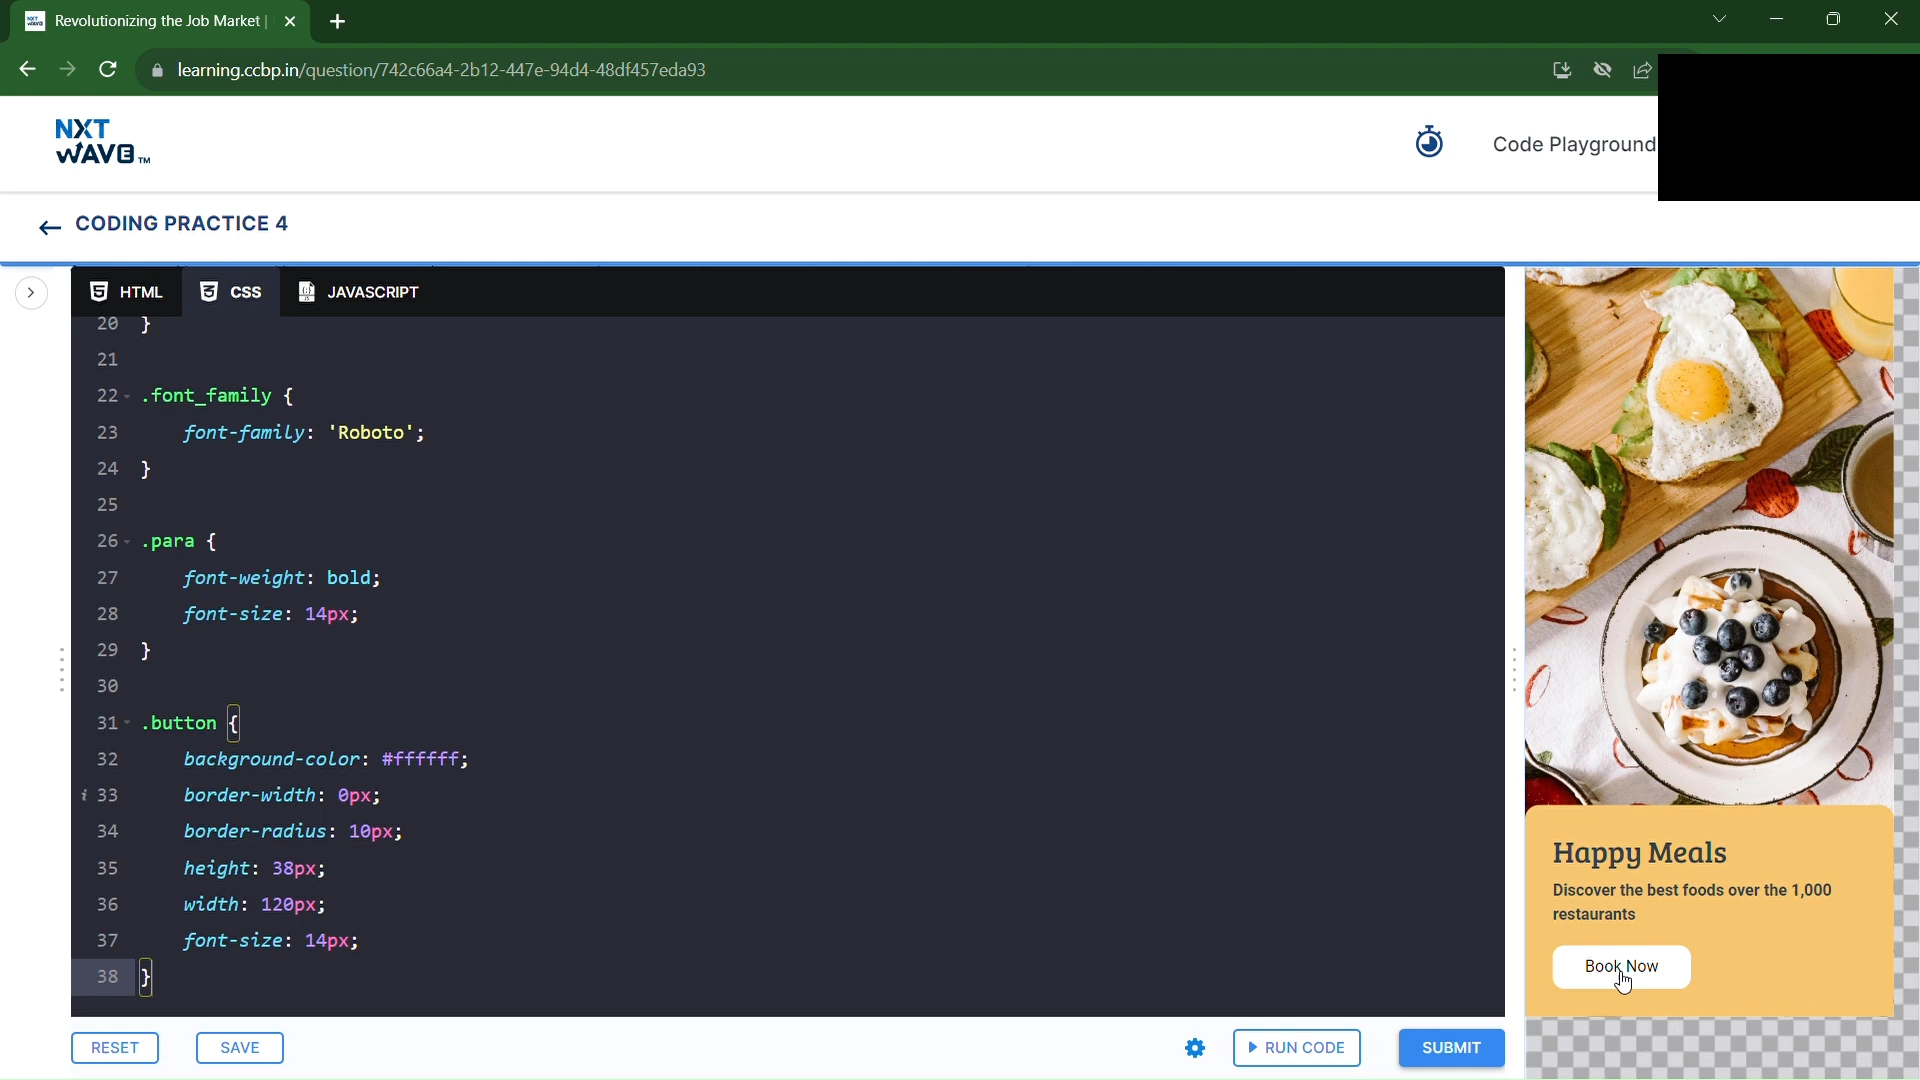 Revolutionizing the Job Market |
learning.ccbp.in/question/742c66a4-2b12-447e-94d4-48df457eda93
NXT
WAVE TM
Code Playground
CODING PRACTICE 4
HTML CSS JAVASCRIPT
20 }
21
22 .font_family {
23 font-family: 'Roboto';
24 }
25
26 .para {
27 font-weight: bold;
28 font-size: 14px;
29 }
30
31 .button {
32 background-color: #ffffff;
i 33 border-width: 0px;
34 border-radius: 10px;
35 height: 38px;
36 width: 120px;
37 font-size: 14px;
38 }
Happy Meals
Discover the best foods over the 1,000
restaurants
Book Now
RESET SAVE RUN CODE SUBMIT